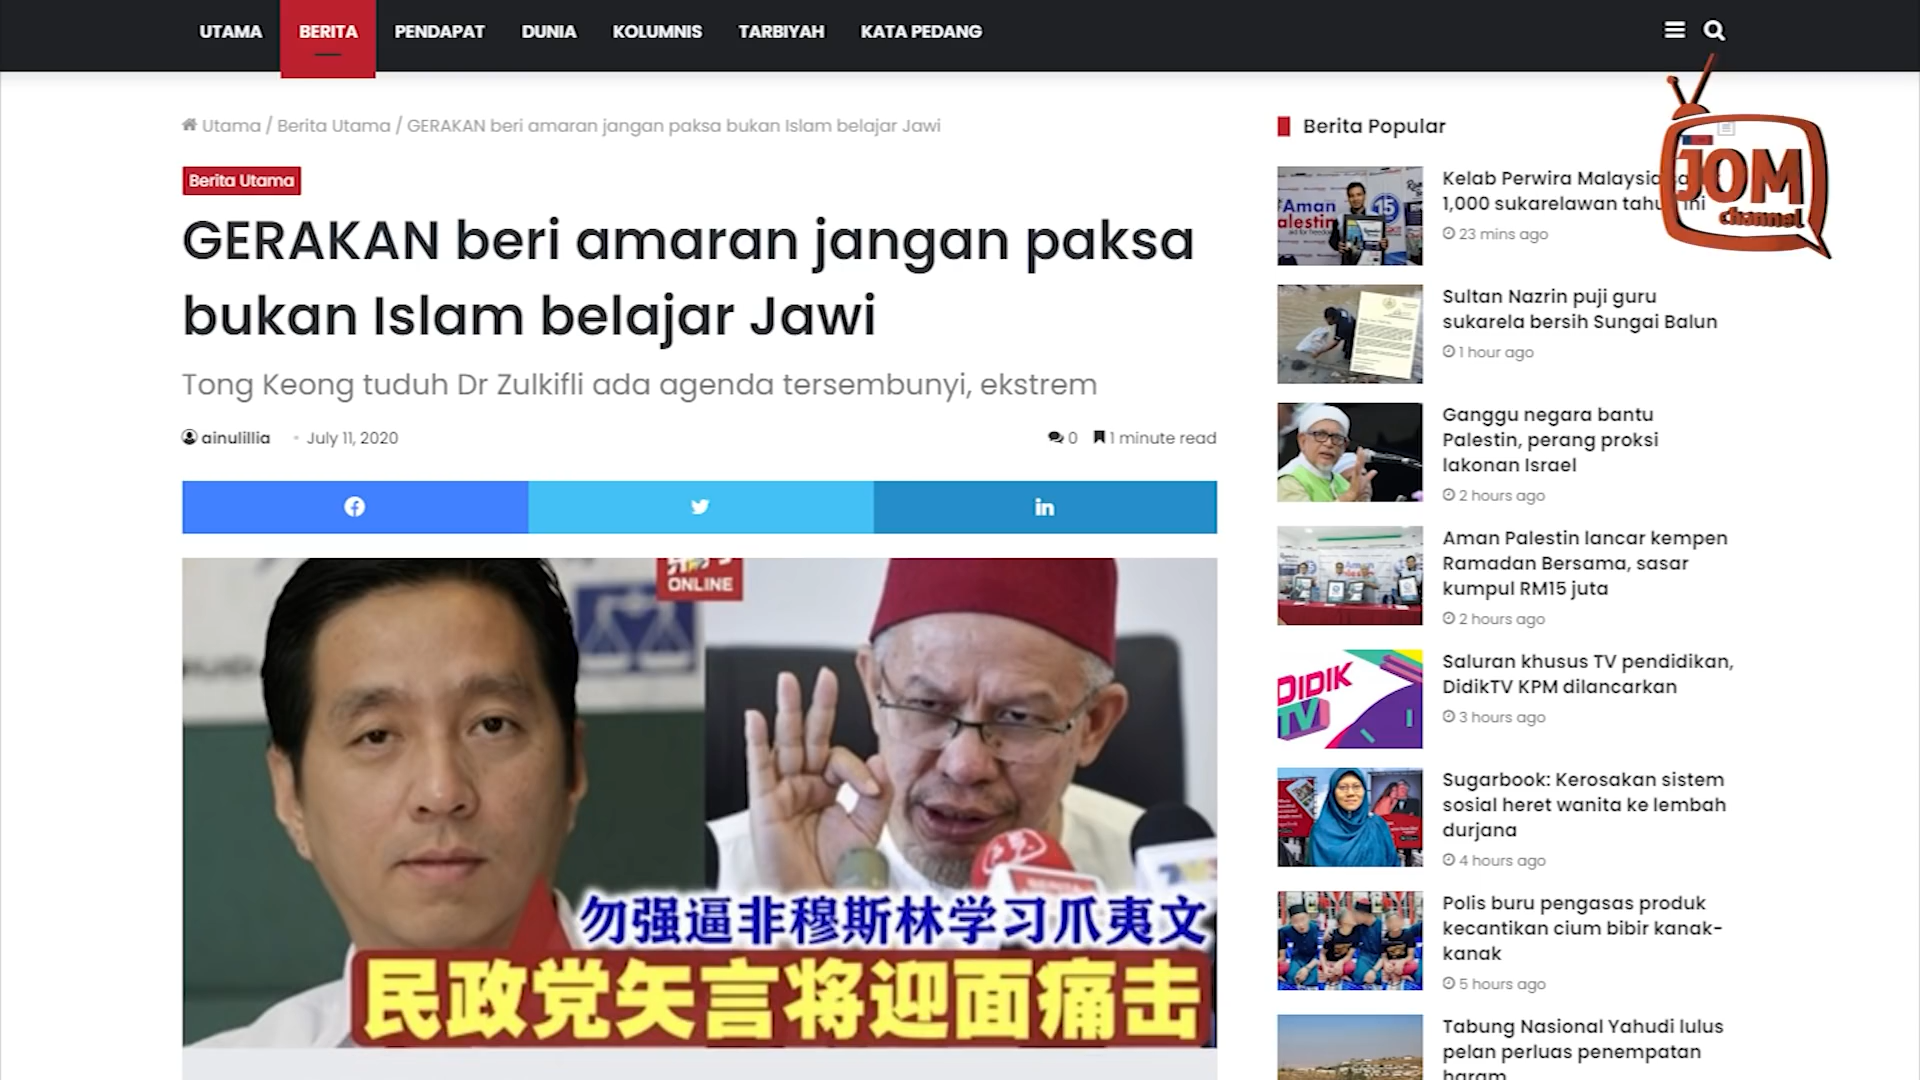 UTAMA
BERITA
PENDAPAT
DUNIA
KOLUMNIS
TARBIYAH
KATA PEDANG
Utama / Berita Utama / GERAKAN beri amaran jangan paksa bukan Islam belajar Jawi
Berita Utama
GERAKAN beri amaran jangan paksa
bukan Islam belajar Jawi
Tong Keong tuduh Dr Zulkifli ada agenda tersembunyi, ekstrem
ainulillia • July 11, 2020
0 1 minute read
ONLINE
勿强逼非穆斯林学习爪夷文
民政党矢言将迎面痛击
Berita Popular
JOM
channel
Kelab Perwira Malaysia
1,000 sukarelawan tahun ini
23 mins ago
Aman
Palestin
15
Sultan Nazrin puji guru
sukarela bersih Sungai Balun
1 hour ago
Ganggu negara bantu
Palestin, perang proksi
lakonan Israel
2 hours ago
Aman Palestin lancar kempen
Ramadan Bersama, sasar
kumpul RM15 juta
2 hours ago
DIDIK
TV
Saluran khusus TV pendidikan,
DidikTV KPM dilancarkan
3 hours ago
Sugarbook: Kerosakan sistem
sosial heret wanita ke lembah
durjana
4 hours ago
Polis buru pengasas produk
kecantikan cium bibir kanak-
kanak
5 hours ago
Tabung Nasional Yahudi lulus
pelan perluas penempatan
haram